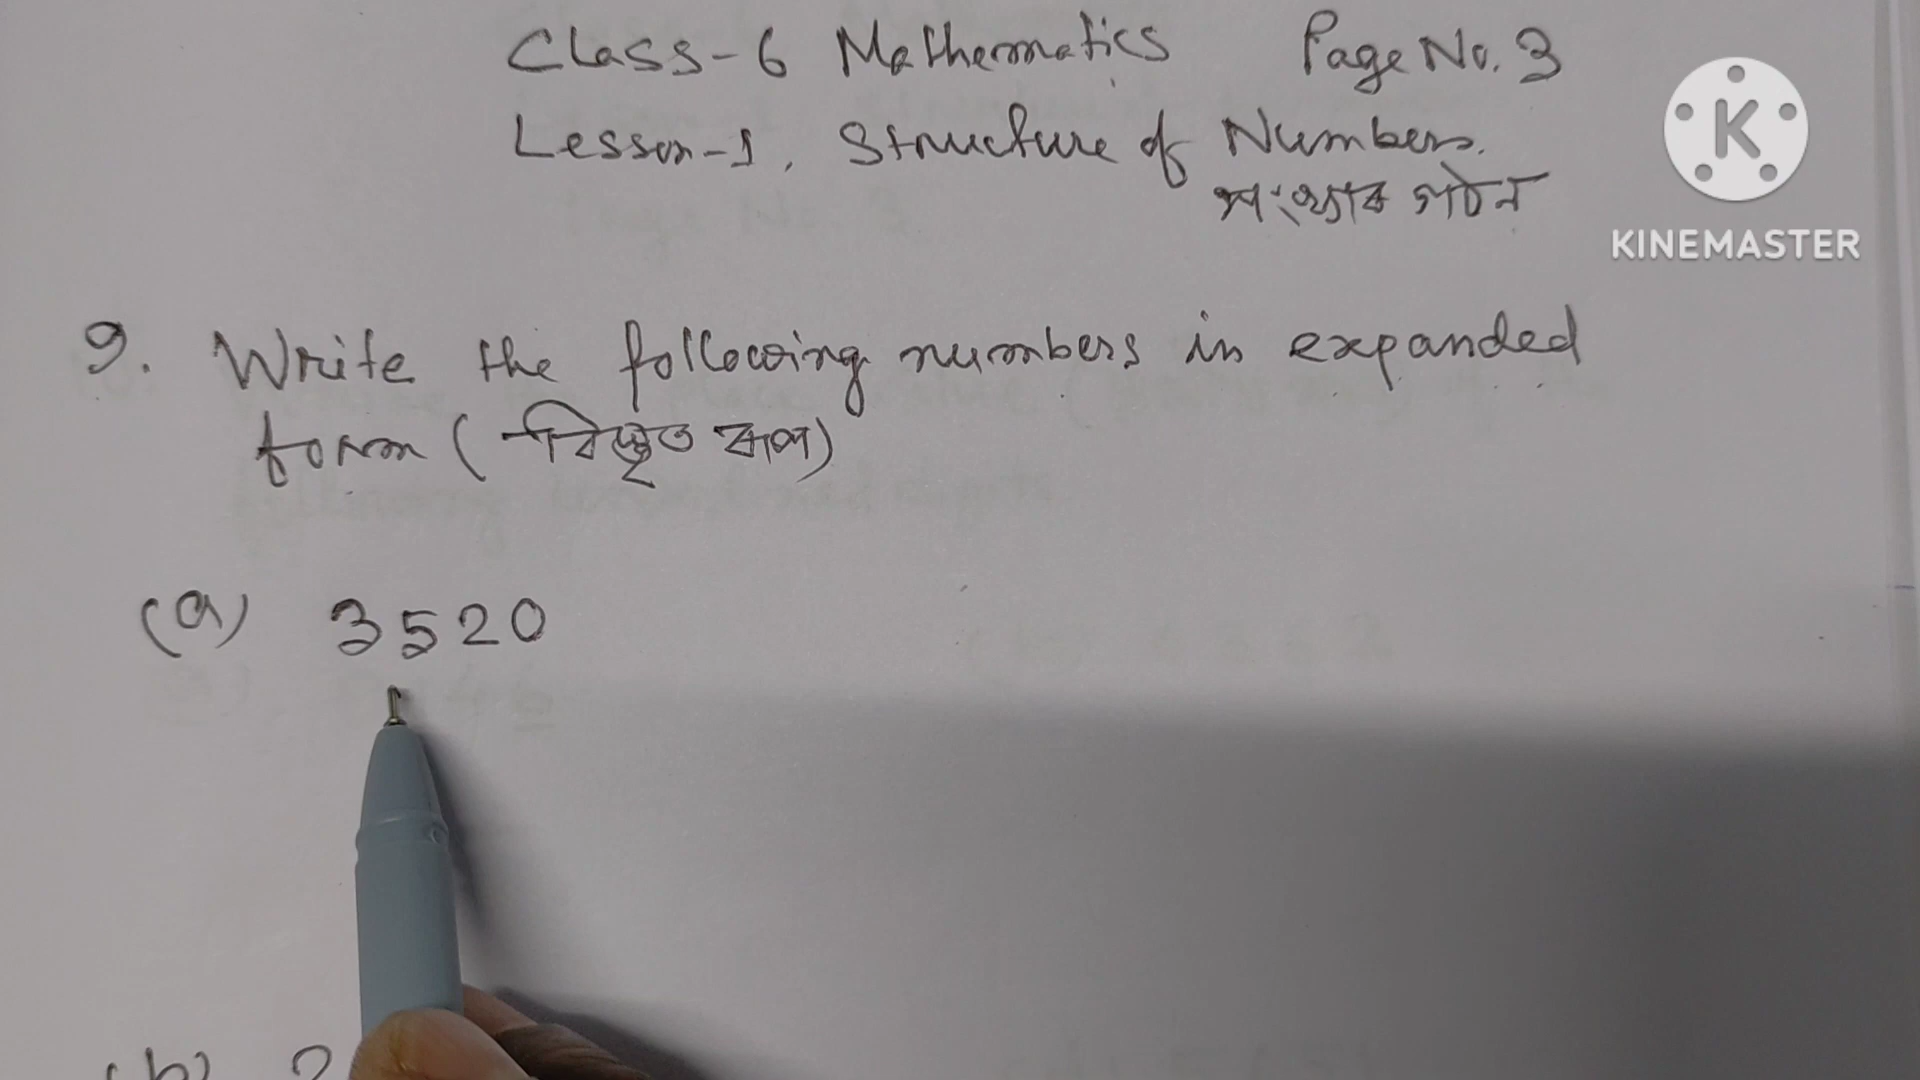 Class-6 Mathematics Page No. 3
Lesson-1, Structure of Numbers.
সংখ্যার গঠন
KINEMASTER
9. Write the following numbers in expanded
form (বিস্তৃত রূপ)
(a) 3520
(b)